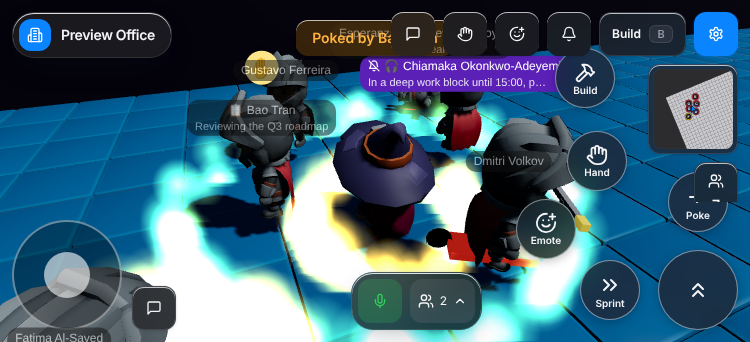 Preview Office
Poked by Ba
Build B
Gustavo Ferreira
Chiamaka Okonkwo-Adeyem
In a deep work block until 15:00, p…
Build
Bao Tran
Reviewing the Q3 roadmap
Dmitri Volkov
Hand
Poke
Emote
Sprint
2
Fatima Al-Sayed